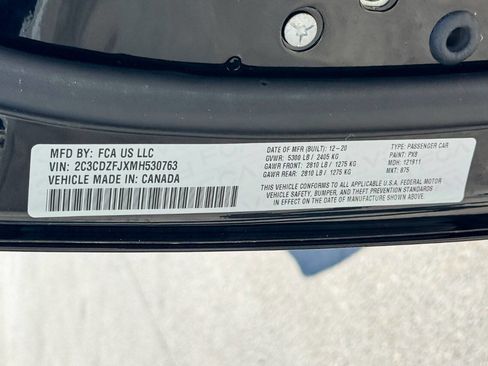 MFD BY: FCA US LLC
VIN: 2C3CDZFJXMH530763
VEHICLE MADE IN: CANADA
DATE OF MFR (BUILT): 12-20
GVWR: 5300 LB / 2405 KG
GAWR FRONT: 2810 LB / 1275 KG
GAWR REAR: 2810 LB / 1275 KG
TYPE: PASSENGER CAR
PAINT: PX8
MDH: 121911
MKT: 875
THIS VEHICLE CONFORMS TO ALL APPLICABLE U.S.A. FEDERAL MOTOR
VEHICLE SAFETY, BUMPER, AND THEFT PREVENTION STANDARDS
IN EFFECT ON THE DATE OF MANUFACTURE SHOWN ABOVE.